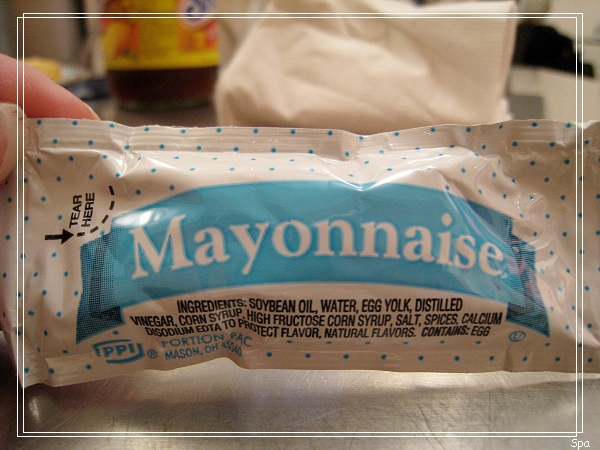 TEAR
HERE
Mayonnaise
INGREDIENTS: SOYBEAN OIL, WATER, EGG YOLK, DISTILLED
VINEGAR, CORN SYRUP, HIGH FRUCTOSE CORN SYRUP, SALT, SPICES, CALCIUM
DISODIUM EDTA TO PROTECT FLAVOR, NATURAL FLAVORS. CONTAINS: EGG
PPI ®
PORTION PAC
MASON, OH 45040
Spa